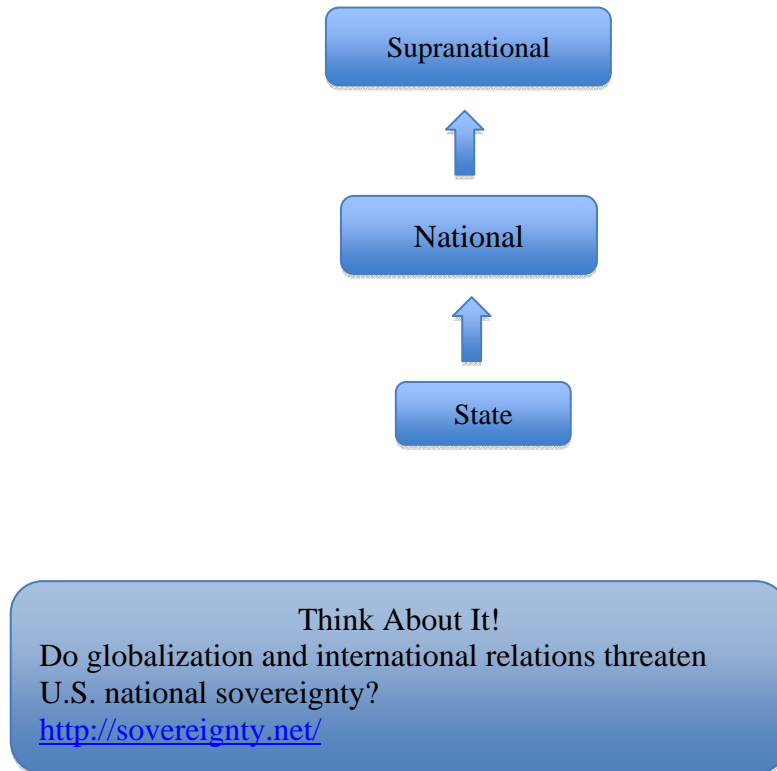 Supranational
National
State
Think About It!
Do globalization and international relations threaten
U.S. national sovereignty?
http://sovereignty.net/